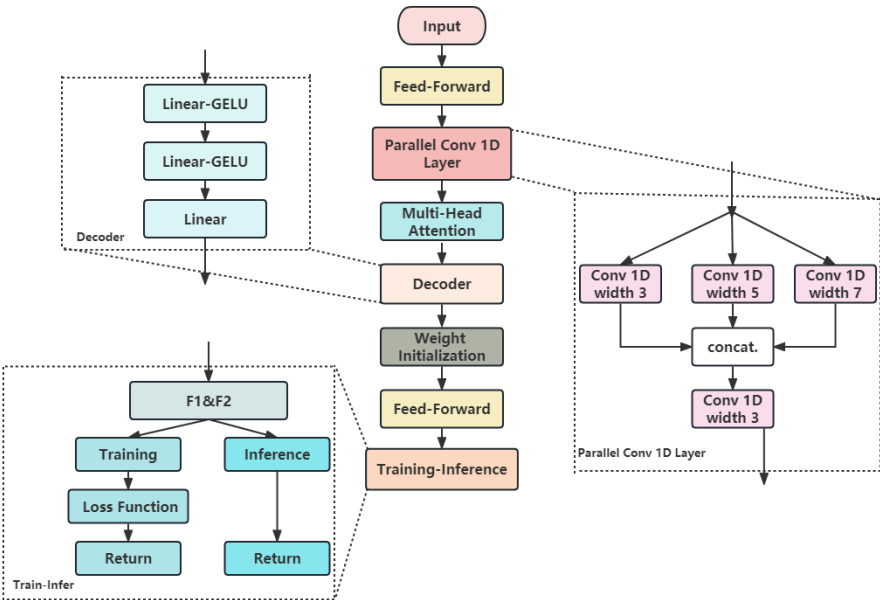 Input
Feed-Forward
Parallel Conv 1D
Layer
Multi-Head
Attention
Decoder
Weight
Initialization
Feed-Forward
Training-Inference
Linear-GELU
Linear-GELU
Linear
Decoder
Conv 1D
width 3
Conv 1D
width 5
Conv 1D
width 7
concat.
Conv 1D
width 3
Parallel Conv 1D Layer
F1&F2
Training
Inference
Loss Function
Return
Return
Train-Infer